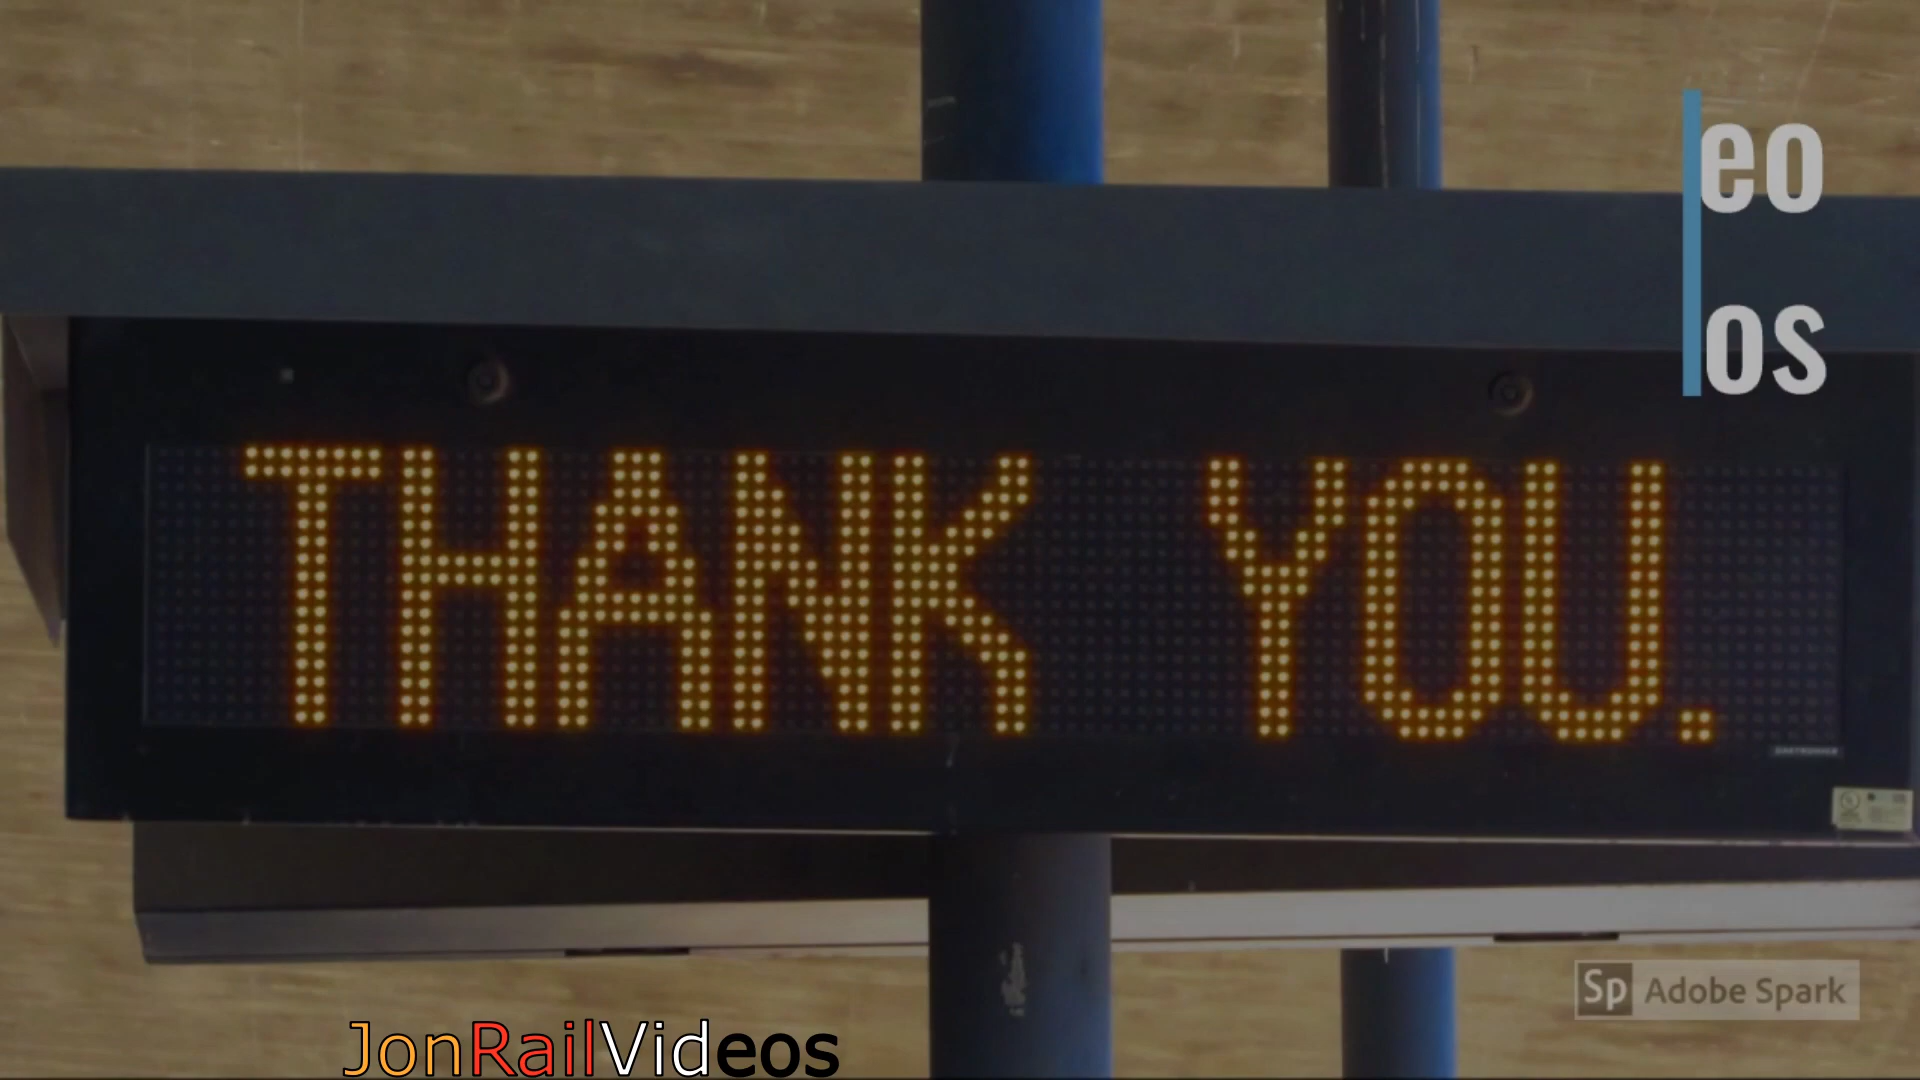 eo
os
THANK YOU.
Sp Adobe Spark
JonRailVideos